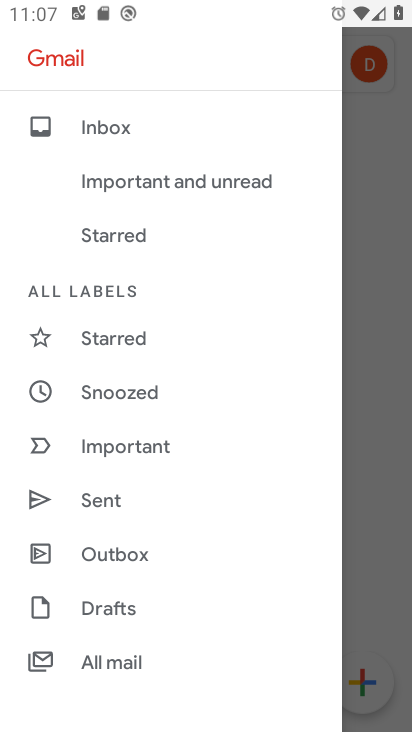 11:07
Gmail
D
Inbox
Important and unread
Starred
ALL LABELS
Starred
Snoozed
Important
Sent
Outbox
Drafts
All mail